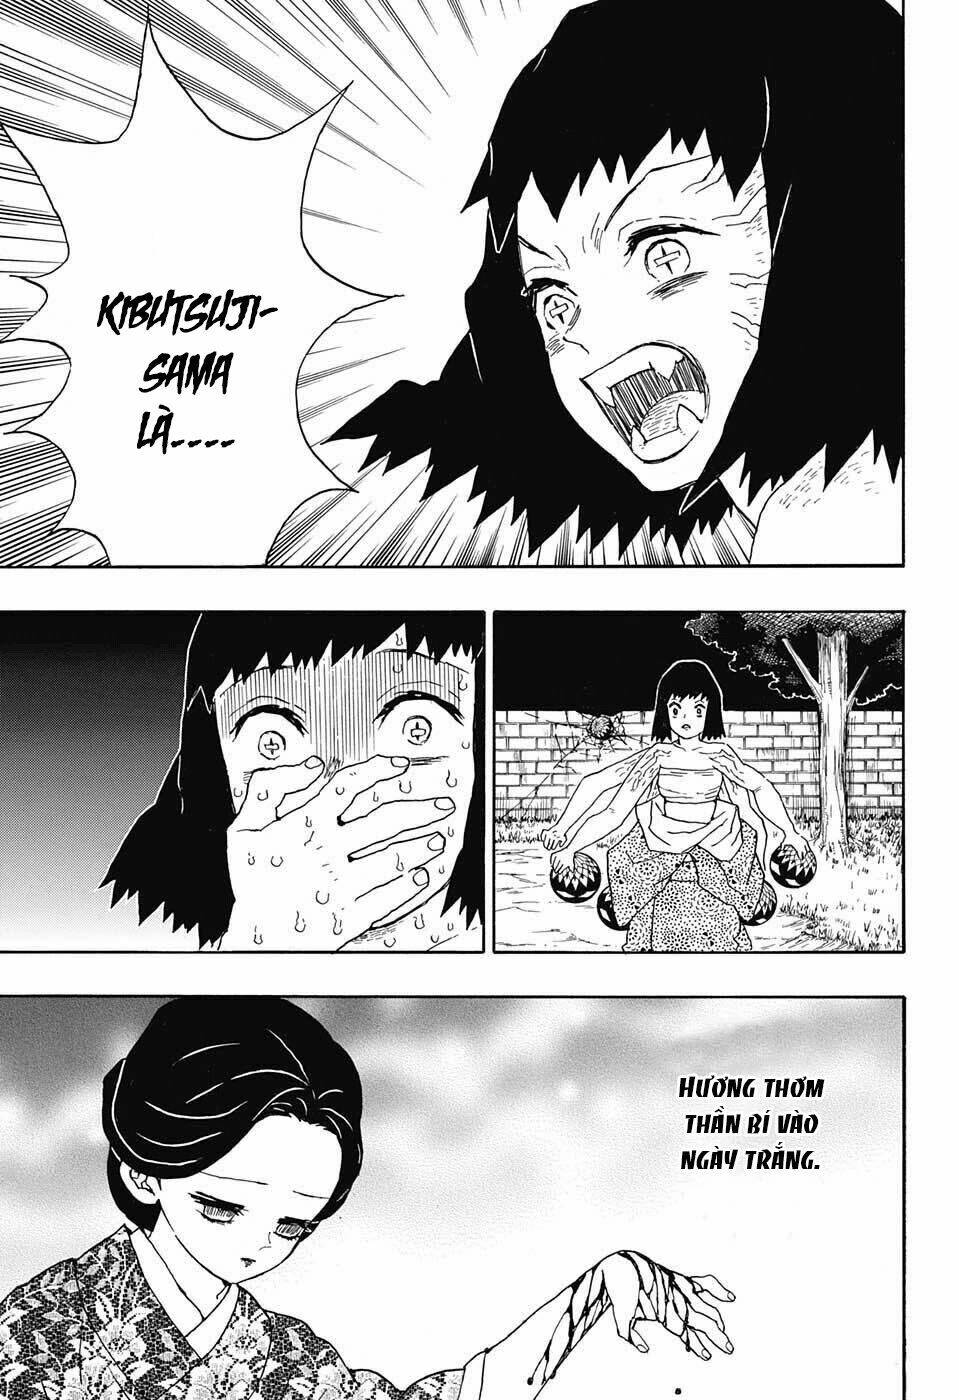 KIBUTSUJI-
SAMA
LÀ....
HƯƠNG THƠM
THẦN BÍ VÀO
NGÀY TRẮNG.